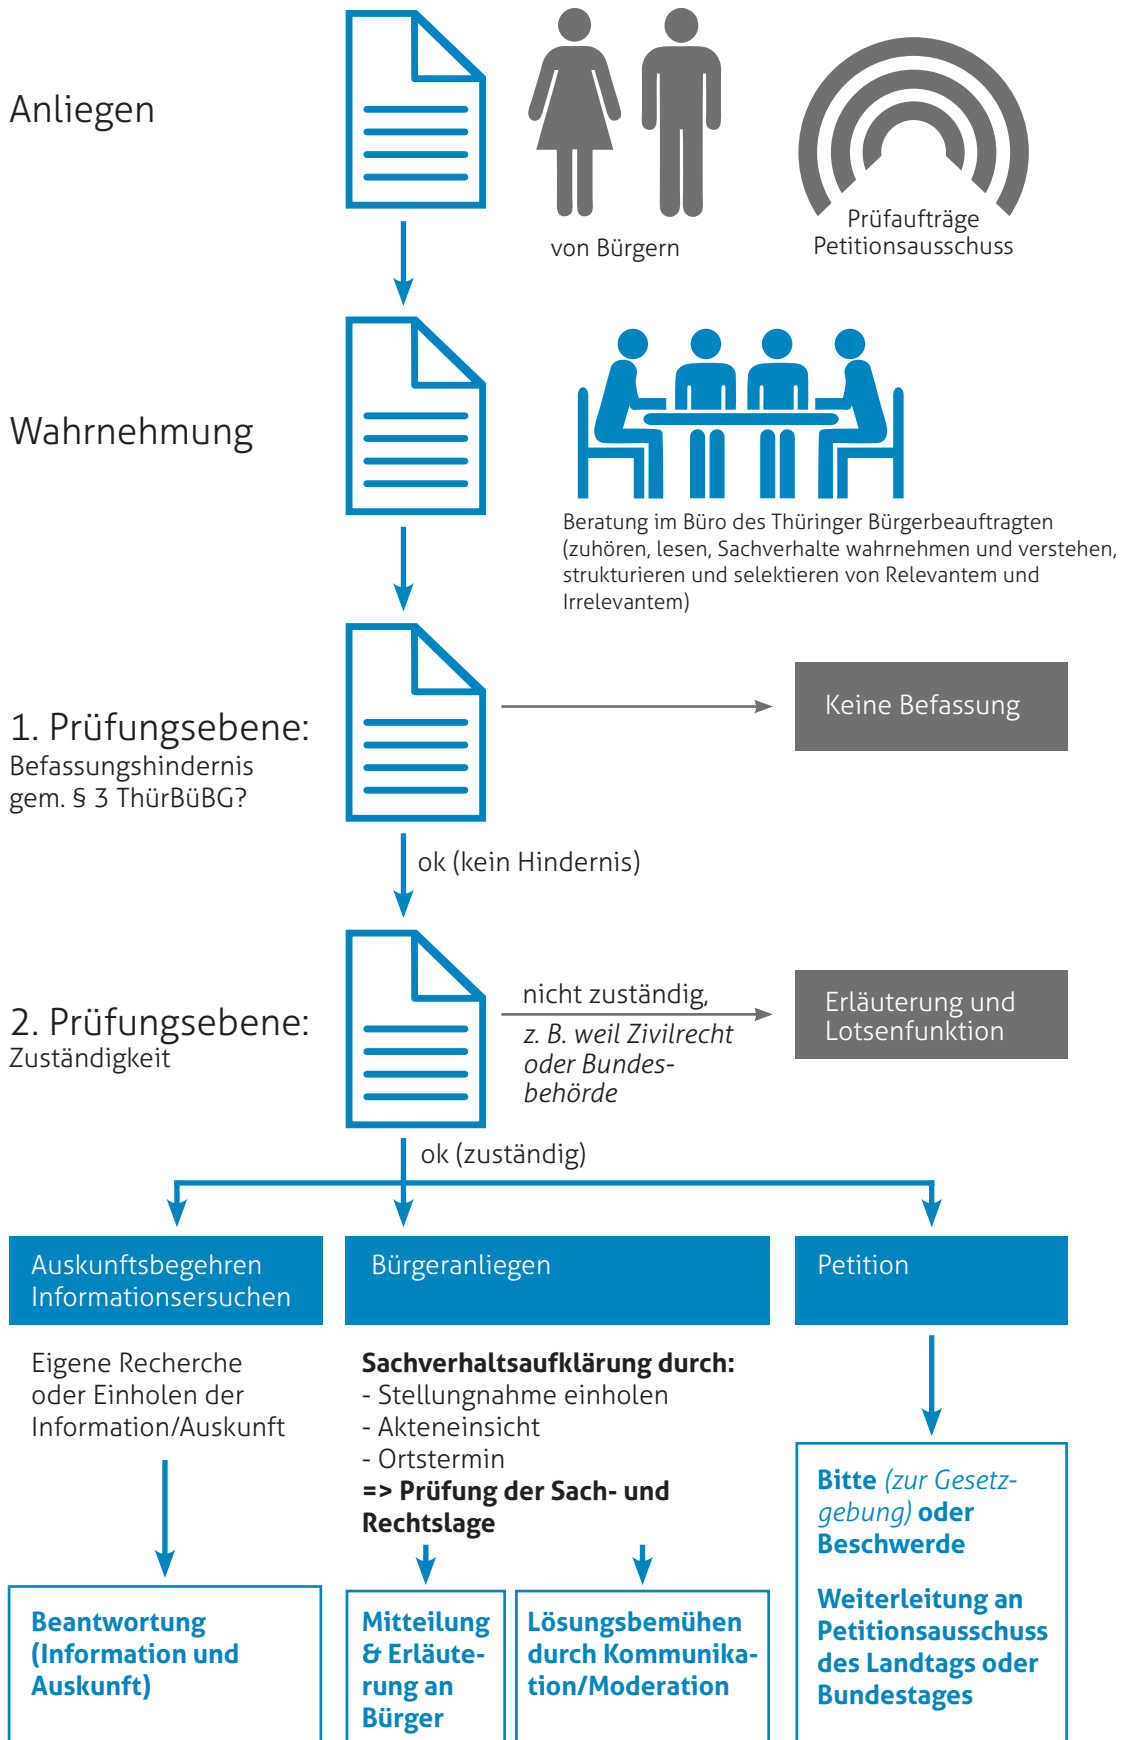 Anliegen
von Bürgern
Prüfaufträge
Petitionsausschuss
Wahrnehmung
Beratung im Büro des Thüringer Bürgerbeauftragten
(zuhören, lesen, Sachverhalte wahrnehmen und verstehen,
strukturieren und selektieren von Relevantem und
Irrelevantem)
1. Prüfungsebene:
Befassungshindernis
gem. § 3 ThürBüBG?
Keine Befassung
ok (kein Hindernis)
2. Prüfungsebene:
Zuständigkeit
nicht zuständig,
z. B. weil Zivilrecht
oder Bundes-
behörde
Erläuterung und
Lotsenfunktion
ok (zuständig)
Auskunftsbegehren
Informationsersuchen
Eigene Recherche
oder Einholen der
Information/Auskunft
Beantwortung
(Information und
Auskunft)
Bürgeranliegen
Sachverhaltsaufklärung durch:
- Stellungnahme einholen
- Akteneinsicht
- Ortstermin
=> Prüfung der Sach- und
Rechtslage
Mitteilung
& Erläute-
rung an
Bürger
Lösungsbemühen
durch Kommunika-
tion/Moderation
Petition
Bitte (zur Gesetz-
gebung) oder
Beschwerde
Weiterleitung an
Petitionsausschuss
des Landtags oder
Bundestages